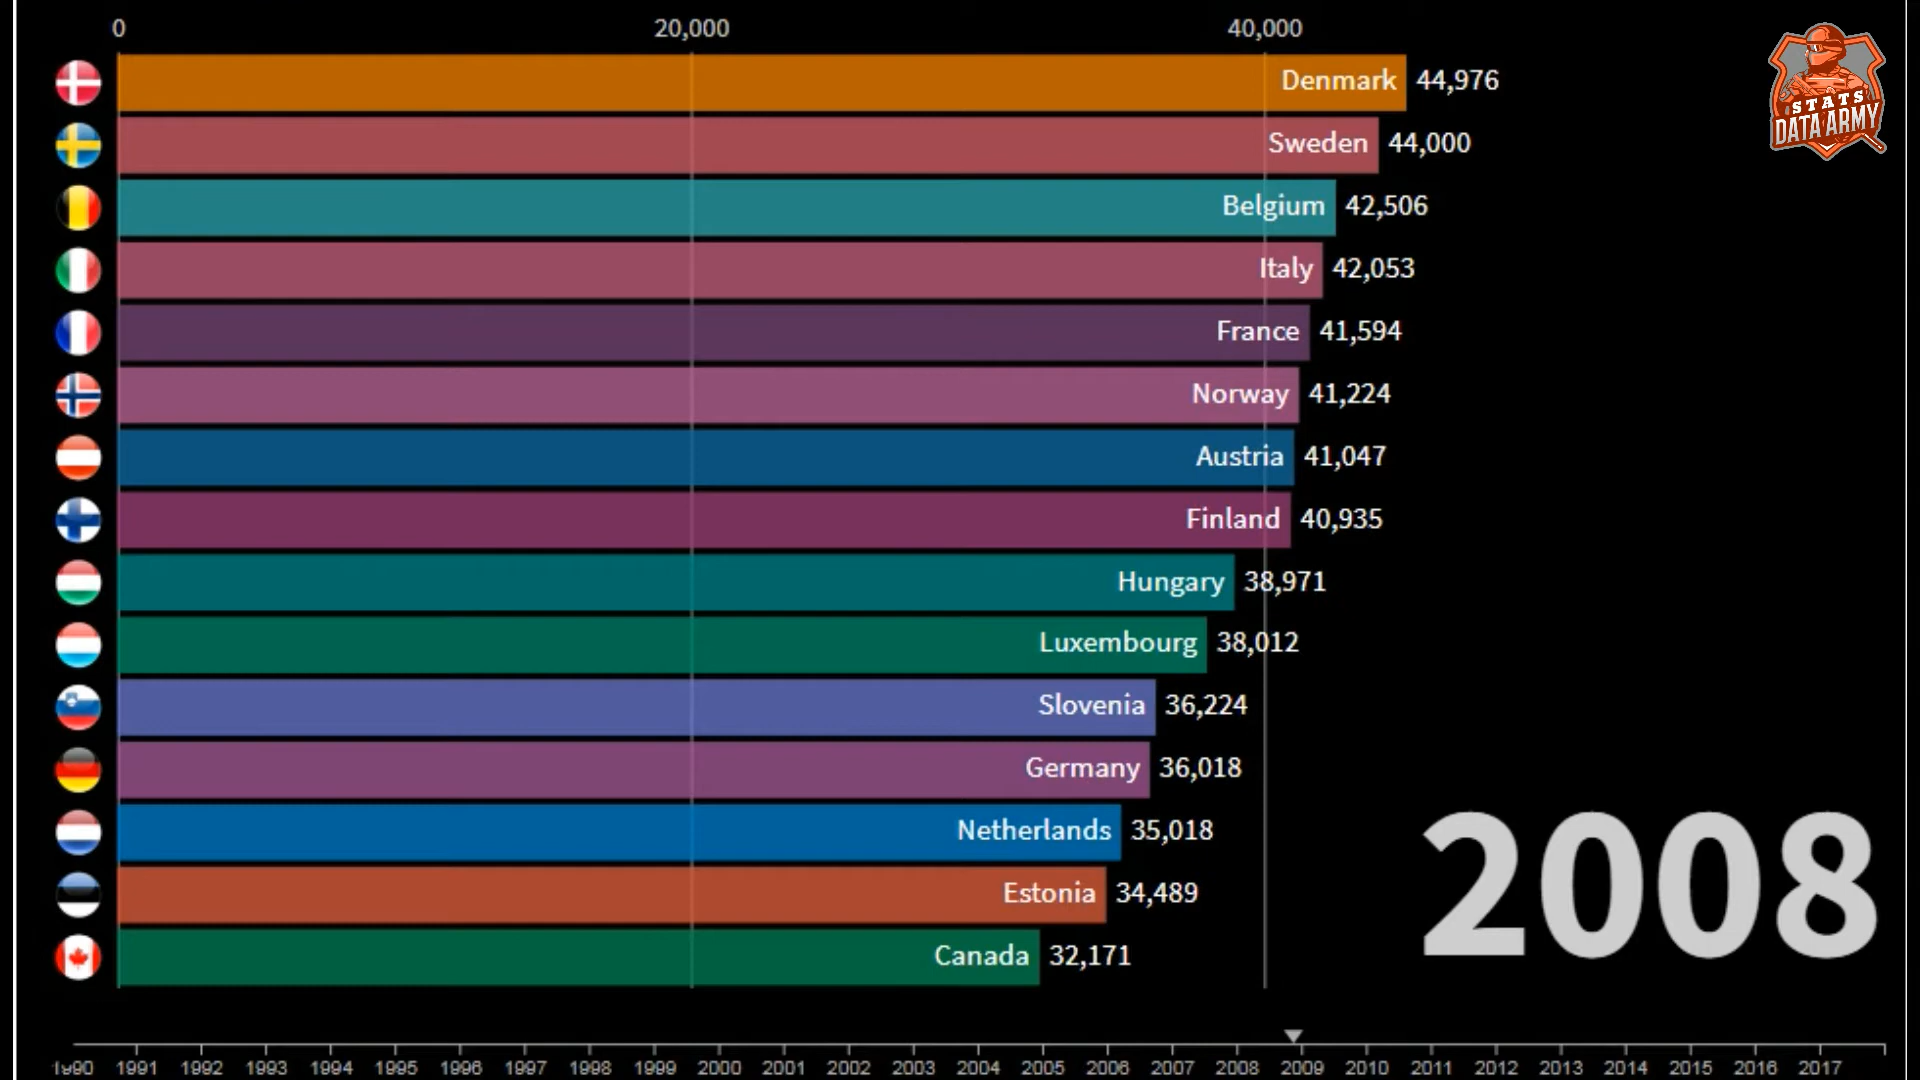 0 20,000 40,000
Denmark 44,976
Sweden 44,000
Belgium 42,506
Italy 42,053
France 41,594
Norway 41,224
Austria 41,047
Finland 40,935
Hungary 38,971
Luxembourg 38,012
Slovenia 36,224
Germany 36,018
Netherlands 35,018
Estonia 34,489
Canada 32,171
STATS
DATA ARMY
2008
1990 1991 1992 1993 1994 1995 1996 1997 1998 1999 2000 2001 2002 2003 2004 2005 2006 2007 2008 2009 2010 2011 2012 2013 2014 2015 2016 2017